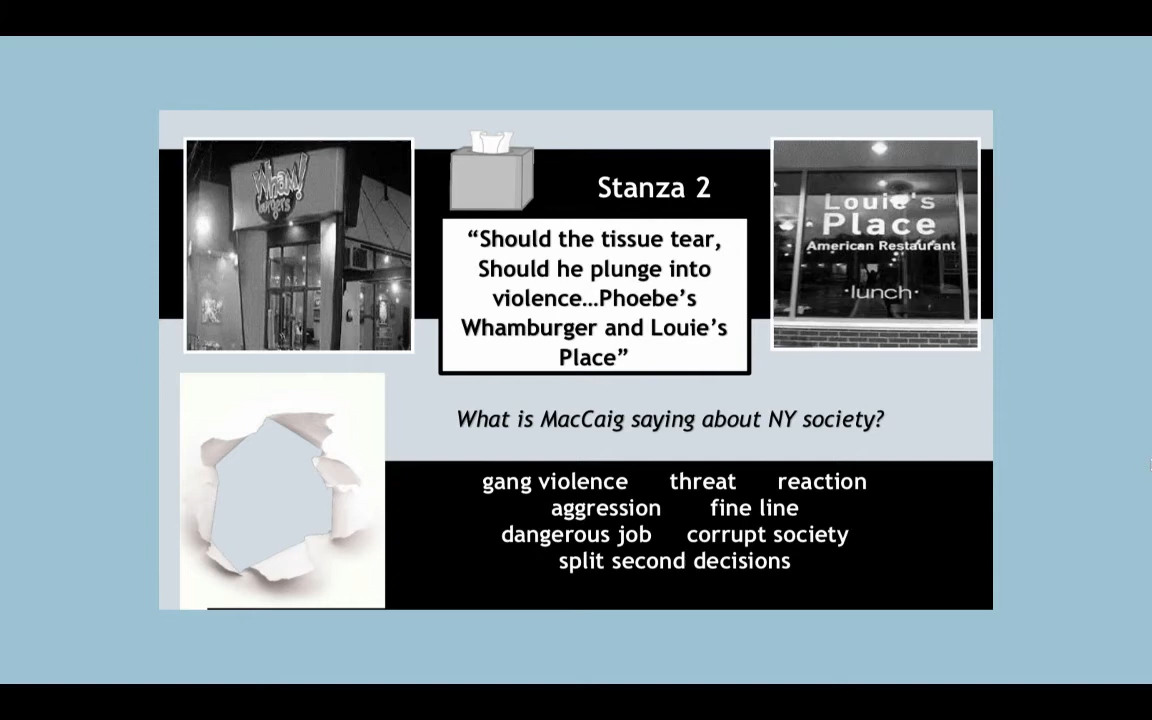 Wham!
burgers
Stanza 2
“Should the tissue tear,
Should he plunge into
violence…Phoebe’s
Whamburger and Louie’s
Place”
Louie's
Place
American Restaurant
·lunch·
What is MacCaig saying about NY society?
gang violence threat reaction
aggression fine line
dangerous job corrupt society
split second decisions